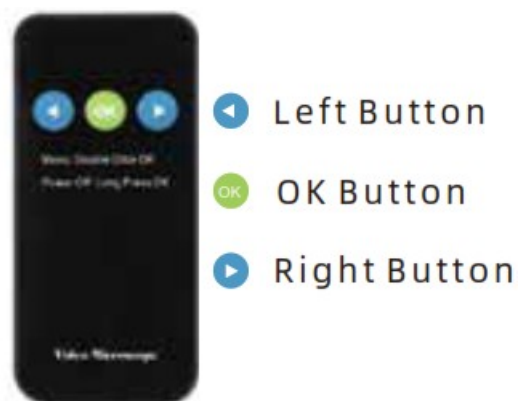 OK
Menu: Double Click OK
Power Off: Long Press OK
Video Microscope
Left Button
OK
OK Button
Right Button